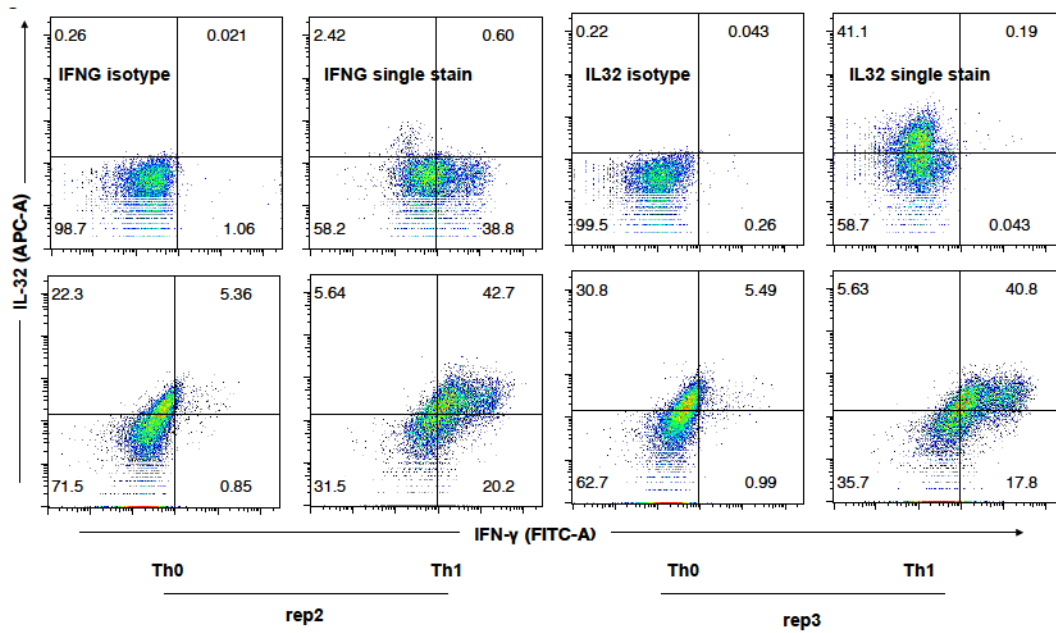 0.26 0.021 2.42 0.60 0.22 0.043 41.1 0.19
IFNG isotype IFNG single stain IL32 isotype IL32 single stain
98.7 1.06 58.2 38.8 99.5 0.26 58.7 0.043
IL-32 (APC-A)
22.3 5.36 5.64 42.7 30.8 5.49 5.63 40.8
71.5 0.85 31.5 20.2 62.7 0.99 35.7 17.8
IFN-γ (FITC-A)
Th0 Th1 Th0 Th1
rep2 rep3